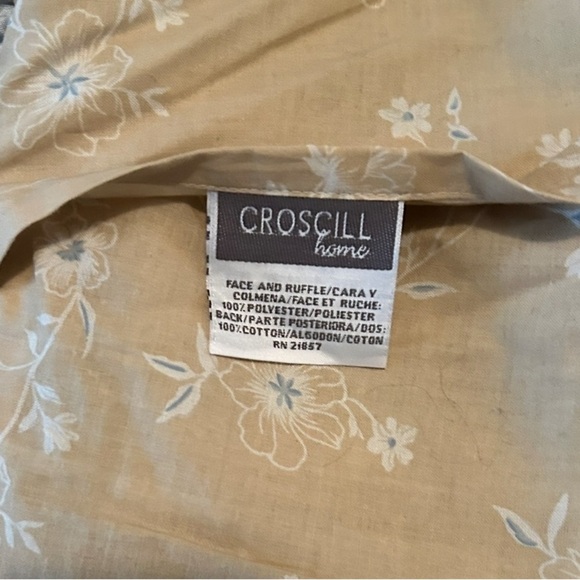 CROSCILL
home
FACE AND RUFFLE/CARA Y
COLMENA/FACE ET RUCHE:
100%POLYESTER/POLIESTER
BACK/PARTE POSTERIORA/DOS:
100%COTTON/ALGODON/COTON
RN 21857